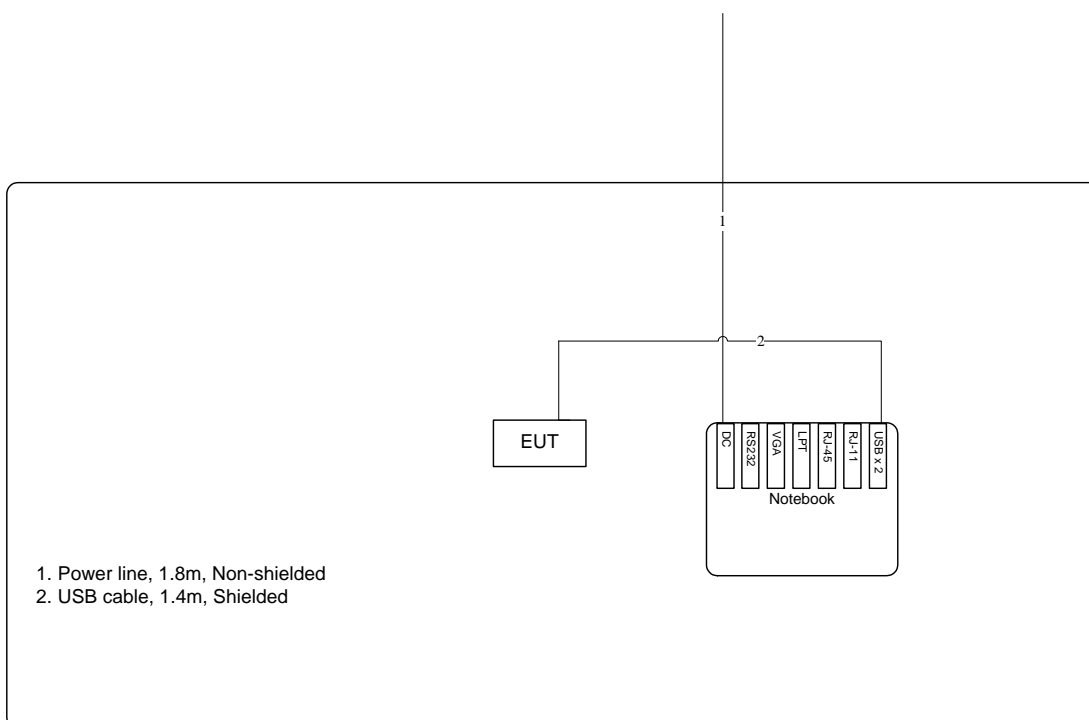 1
2
EUT
DC
RS232
VGA
LPT
RJ-45
RJ-11
USB x 2
Notebook
1. Power line, 1.8m, Non-shielded
2. USB cable, 1.4m, Shielded